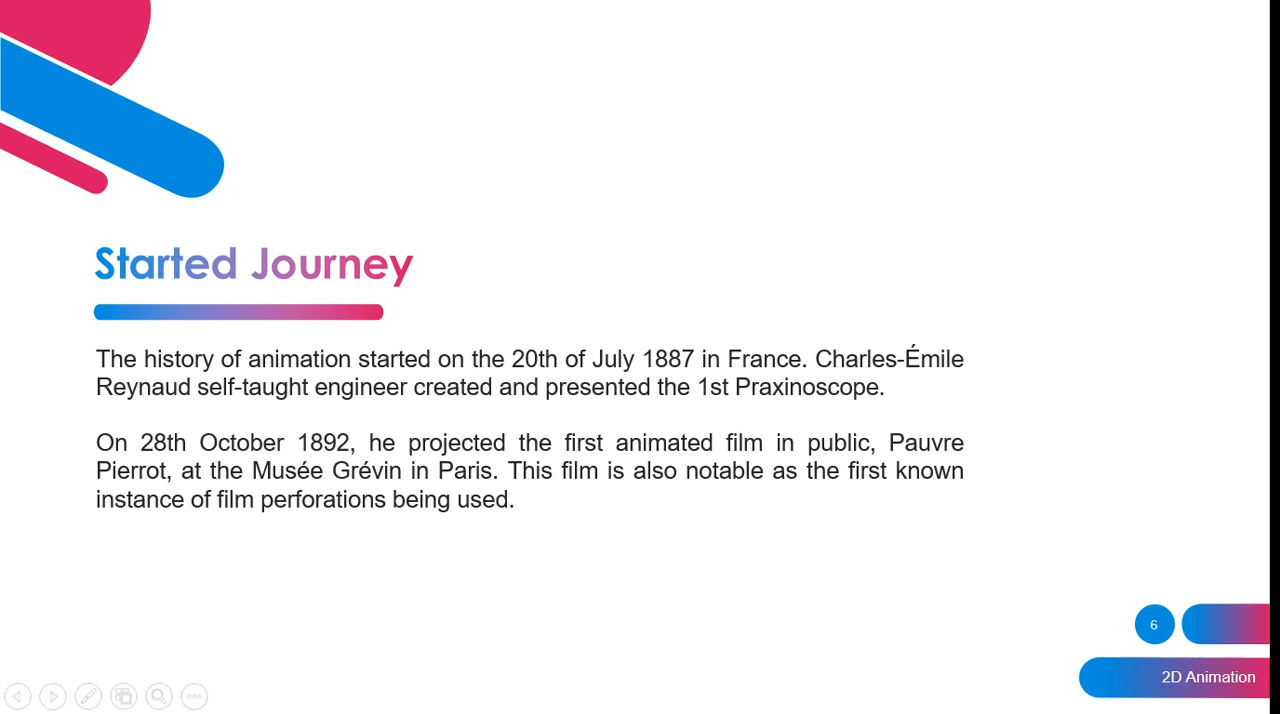 Started Journey
The history of animation started on the 20th of July 1887 in France. Charles-Émile
Reynaud self-taught engineer created and presented the 1st Praxinoscope.
On 28th October 1892, he projected the first animated film in public, Pauvre
Pierrot, at the Musée Grévin in Paris. This film is also notable as the first known
instance of film perforations being used.
6
2D Animation